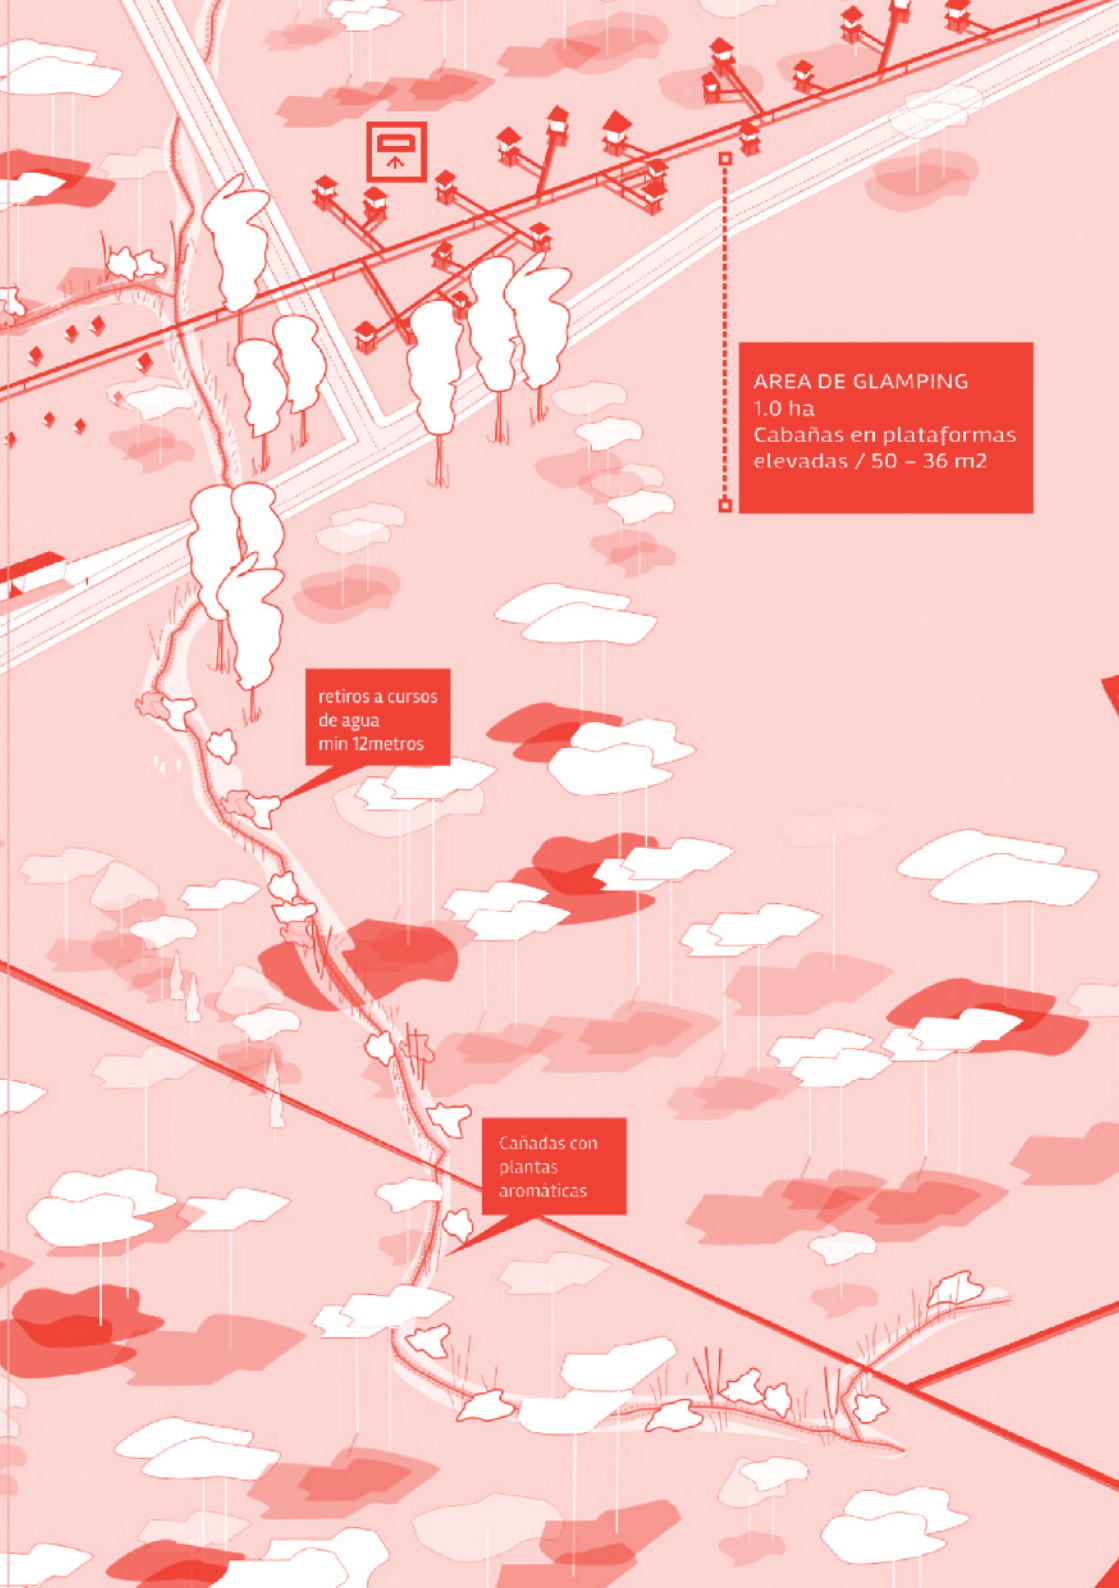 AREA DE GLAMPING
1.0 ha
Cabañas en plataformas
elevadas / 50 – 36 m2
retiros a cursos
de agua
min 12metros
Cañadas con
plantas
aromáticas